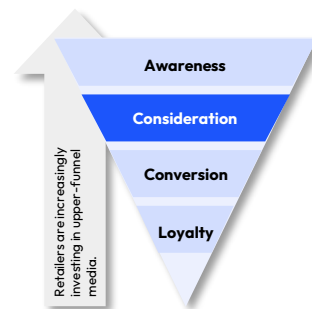 Awareness
Consideration
Conversion
Loyalty
Retailers are increasingly
investing in upper-funnel
media.